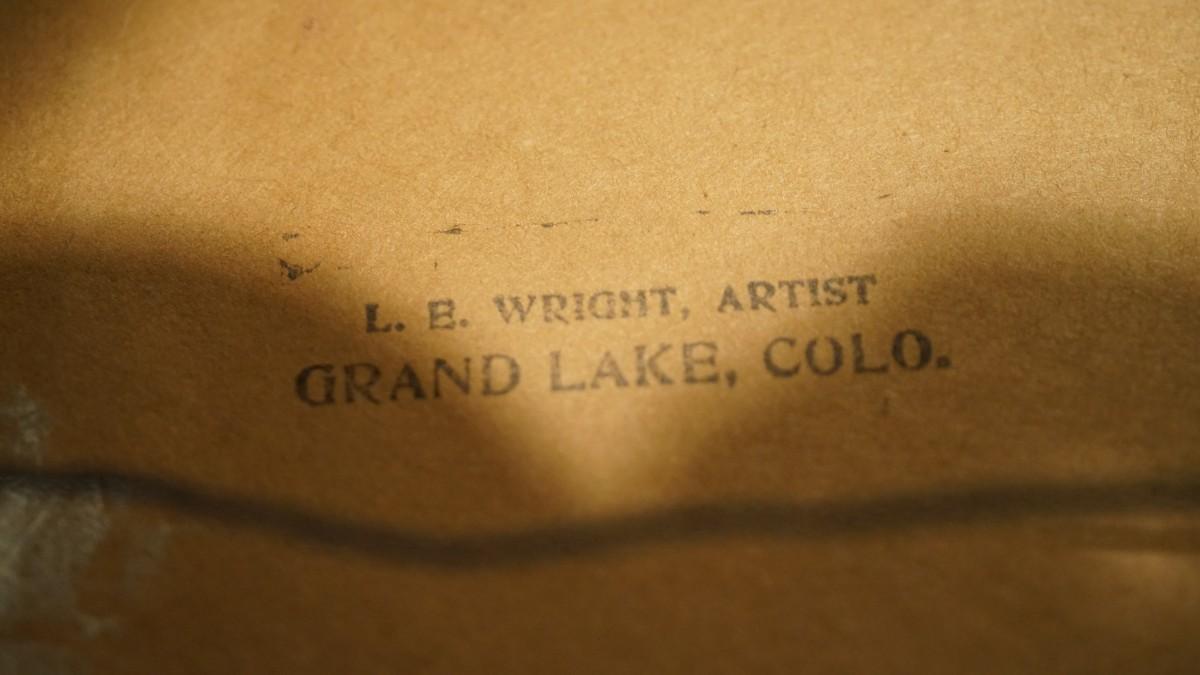 L. E. WRIGHT, ARTIST
GRAND LAKE, COLO.